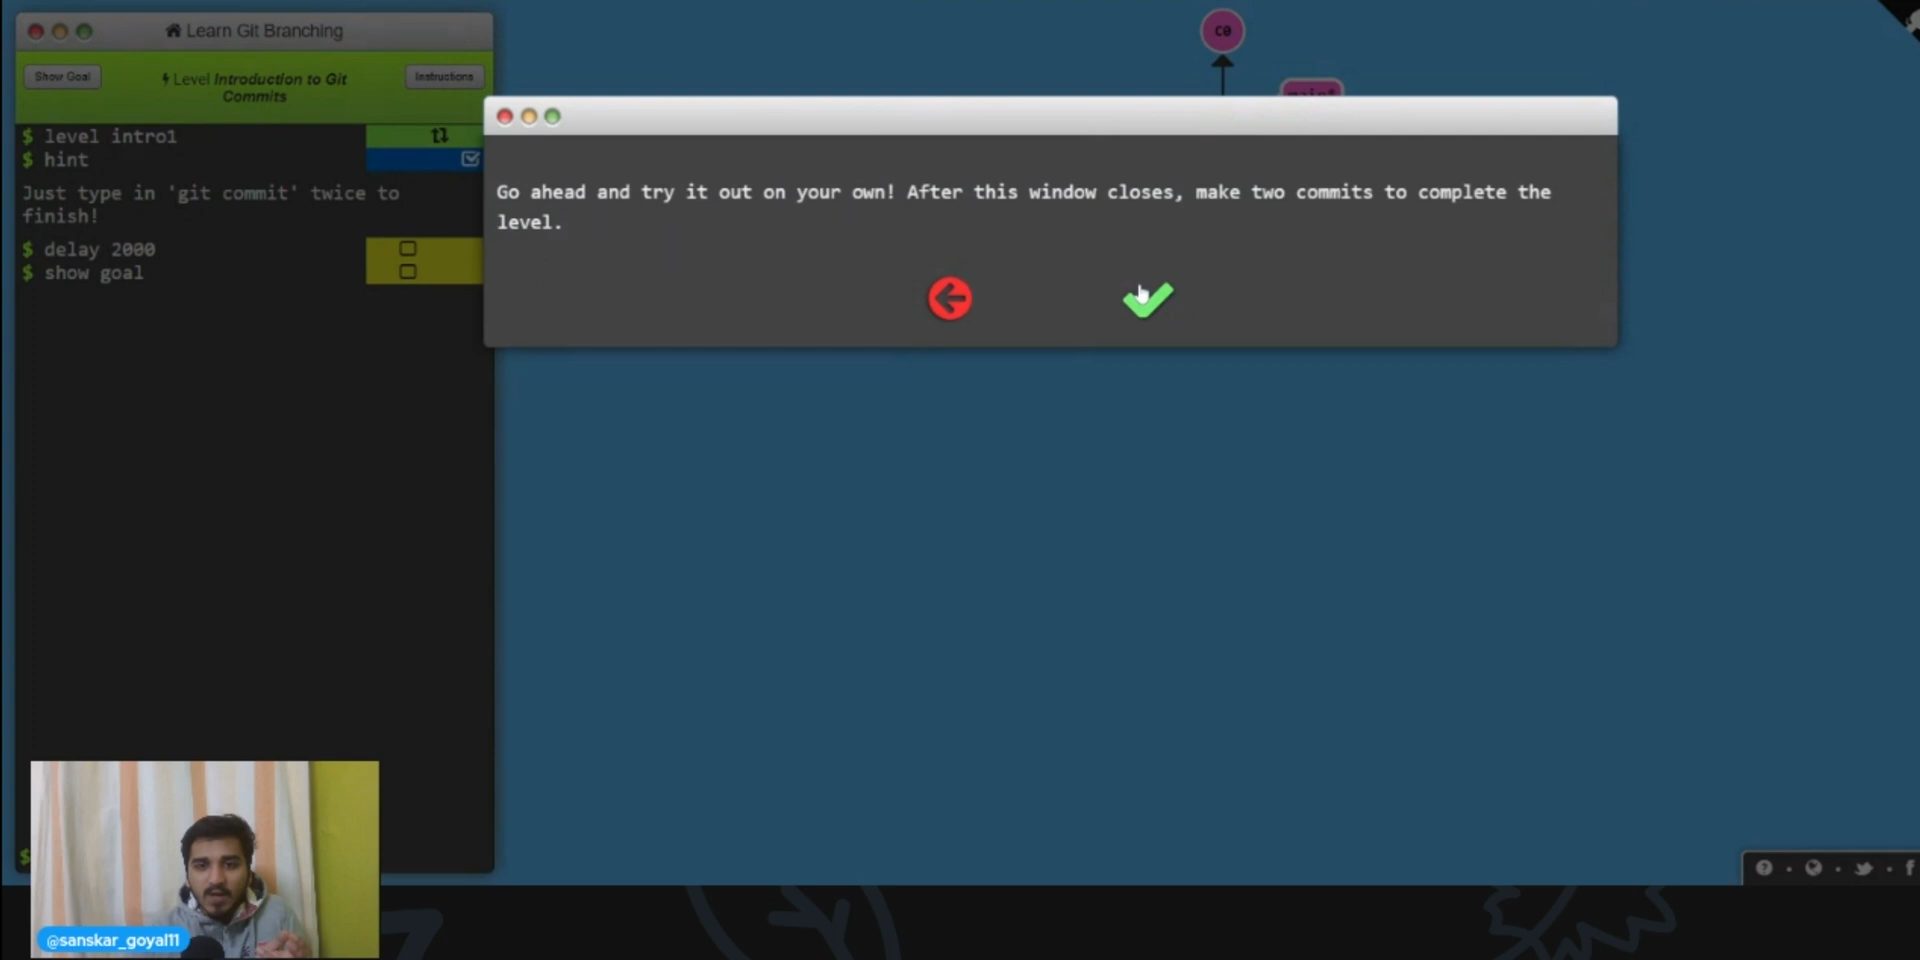 Learn Git Branching
Show Goal
Level Introduction to Git
Commits
Instructions
$ level intro1
$ hint
Just type in 'git commit' twice to
finish!
$ delay 2000
$ show goal
$
c0
main*
Go ahead and try it out on your own! After this window closes, make two commits to complete the
level.
@sanskar_goyal11